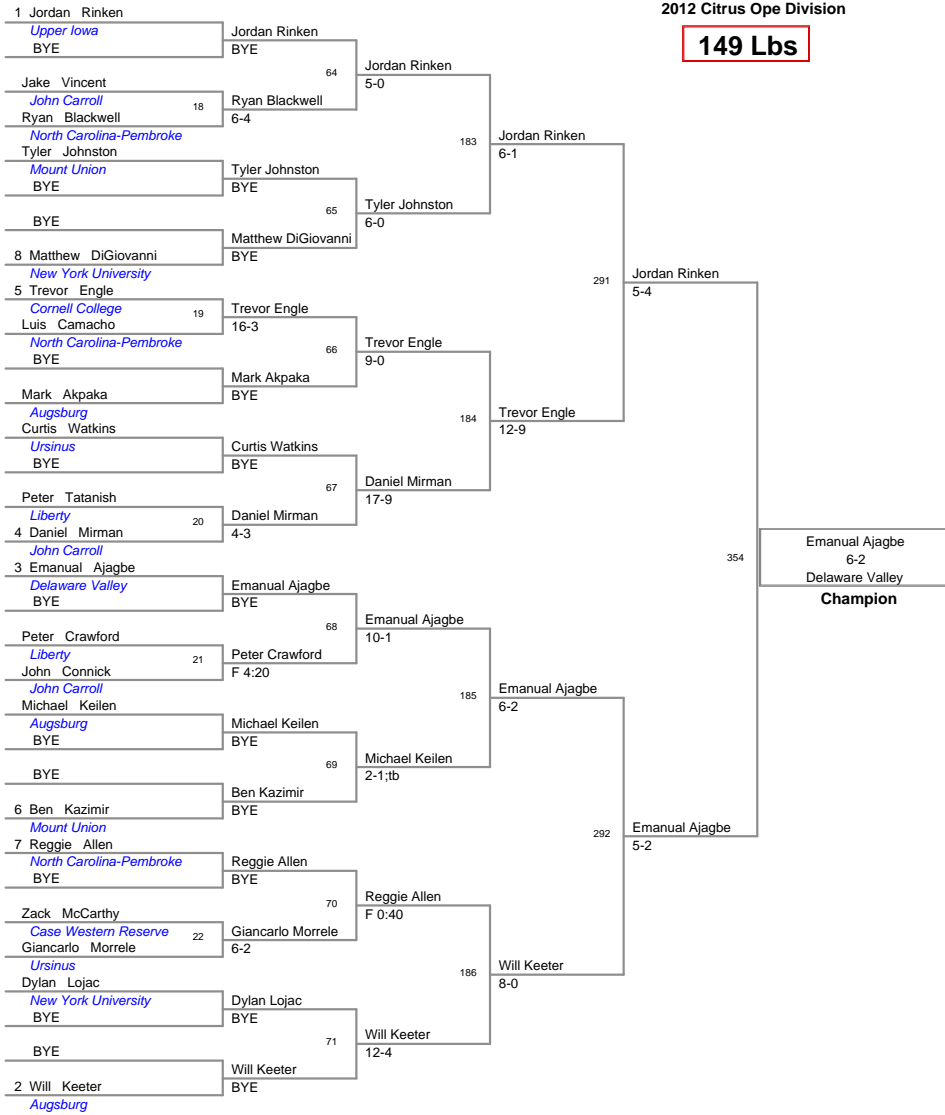 2012 Citrus Ope Division
149 Lbs
1 Jordan Rinken
Upper Iowa
BYE
Jake Vincent
John Carroll
18
Ryan Blackwell
North Carolina-Pembroke
Tyler Johnston
Mount Union
BYE
BYE
8 Matthew DiGiovanni
New York University
5 Trevor Engle
Cornell College
19
Luis Camacho
North Carolina-Pembroke
BYE
Mark Akpaka
Augsburg
Curtis Watkins
Ursinus
BYE
Peter Tatanish
Liberty
20
4 Daniel Mirman
John Carroll
3 Emanual Ajagbe
Delaware Valley
BYE
Peter Crawford
Liberty
21
John Connick
John Carroll
Michael Keilen
Augsburg
BYE
BYE
6 Ben Kazimir
Mount Union
7 Reggie Allen
North Carolina-Pembroke
BYE
Zack McCarthy
Case Western Reserve
22
Giancarlo Morrele
Ursinus
Dylan Lojac
New York University
BYE
BYE
2 Will Keeter
Augsburg
Jordan Rinken
BYE
64
Ryan Blackwell
6-4
Tyler Johnston
BYE
65
Matthew DiGiovanni
BYE
Trevor Engle
16-3
66
Mark Akpaka
BYE
Curtis Watkins
BYE
67
Daniel Mirman
4-3
Emanual Ajagbe
BYE
68
Peter Crawford
F 4:20
Michael Keilen
BYE
69
Ben Kazimir
BYE
Reggie Allen
BYE
70
Giancarlo Morrele
6-2
Dylan Lojac
BYE
71
Will Keeter
BYE
Jordan Rinken
5-0
183
Tyler Johnston
6-0
Trevor Engle
9-0
184
Daniel Mirman
17-9
Emanual Ajagbe
10-1
185
Michael Keilen
2-1;tb
Reggie Allen
F 0:40
186
Will Keeter
12-4
Jordan Rinken
6-1
291
Trevor Engle
12-9
Emanual Ajagbe
6-2
292
Will Keeter
8-0
Jordan Rinken
5-4
354
Emanual Ajagbe
5-2
Emanual Ajagbe
6-2
Delaware Valley
Champion